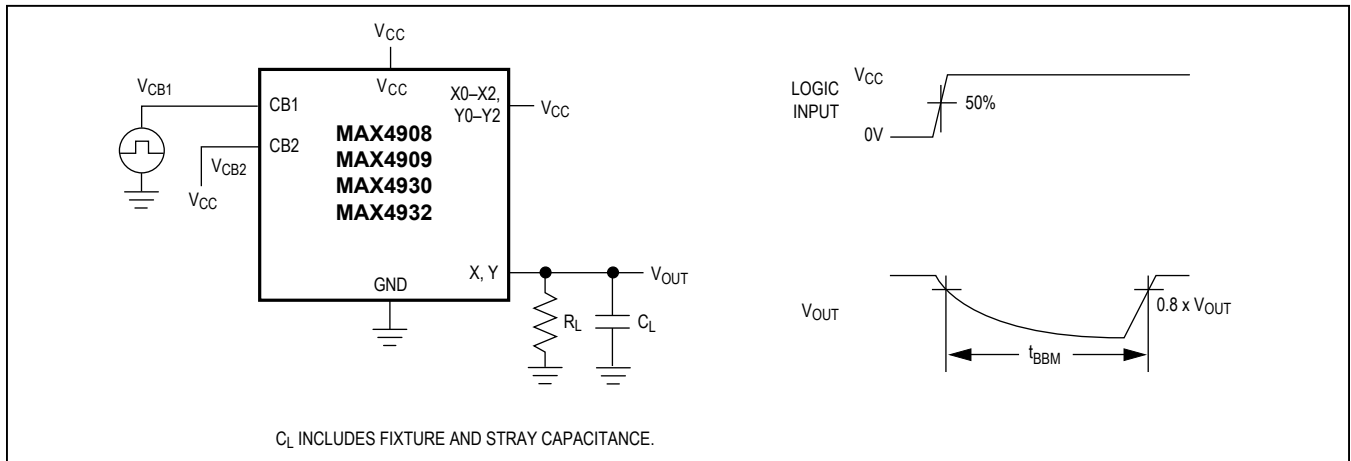 VCC
VCB1
CB1
CB2
VCB2
VCC
VCC
MAX4908
MAX4909
MAX4930
MAX4932
X0–X2,
Y0–Y2
VCC
X, Y
GND
VOUT
RL
CL
CL INCLUDES FIXTURE AND STRAY CAPACITANCE.
LOGIC
INPUT
VCC
50%
0V
VOUT
0.8 x VOUT
tBBM